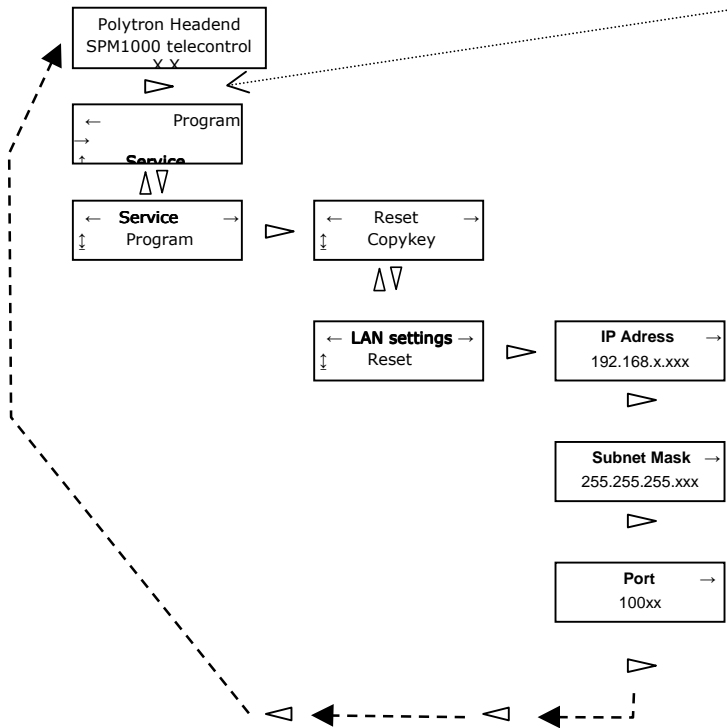 Polytron Headend
SPM1000 telecontrol
X X
← Program
→
↕ Service
← Service →
↕ Program
← Reset →
↕ Copykey
← LAN settings →
↕ Reset
IP Adress →
192.168.x.xxx
Subnet Mask →
255.255.255.xxx
Port →
100xx